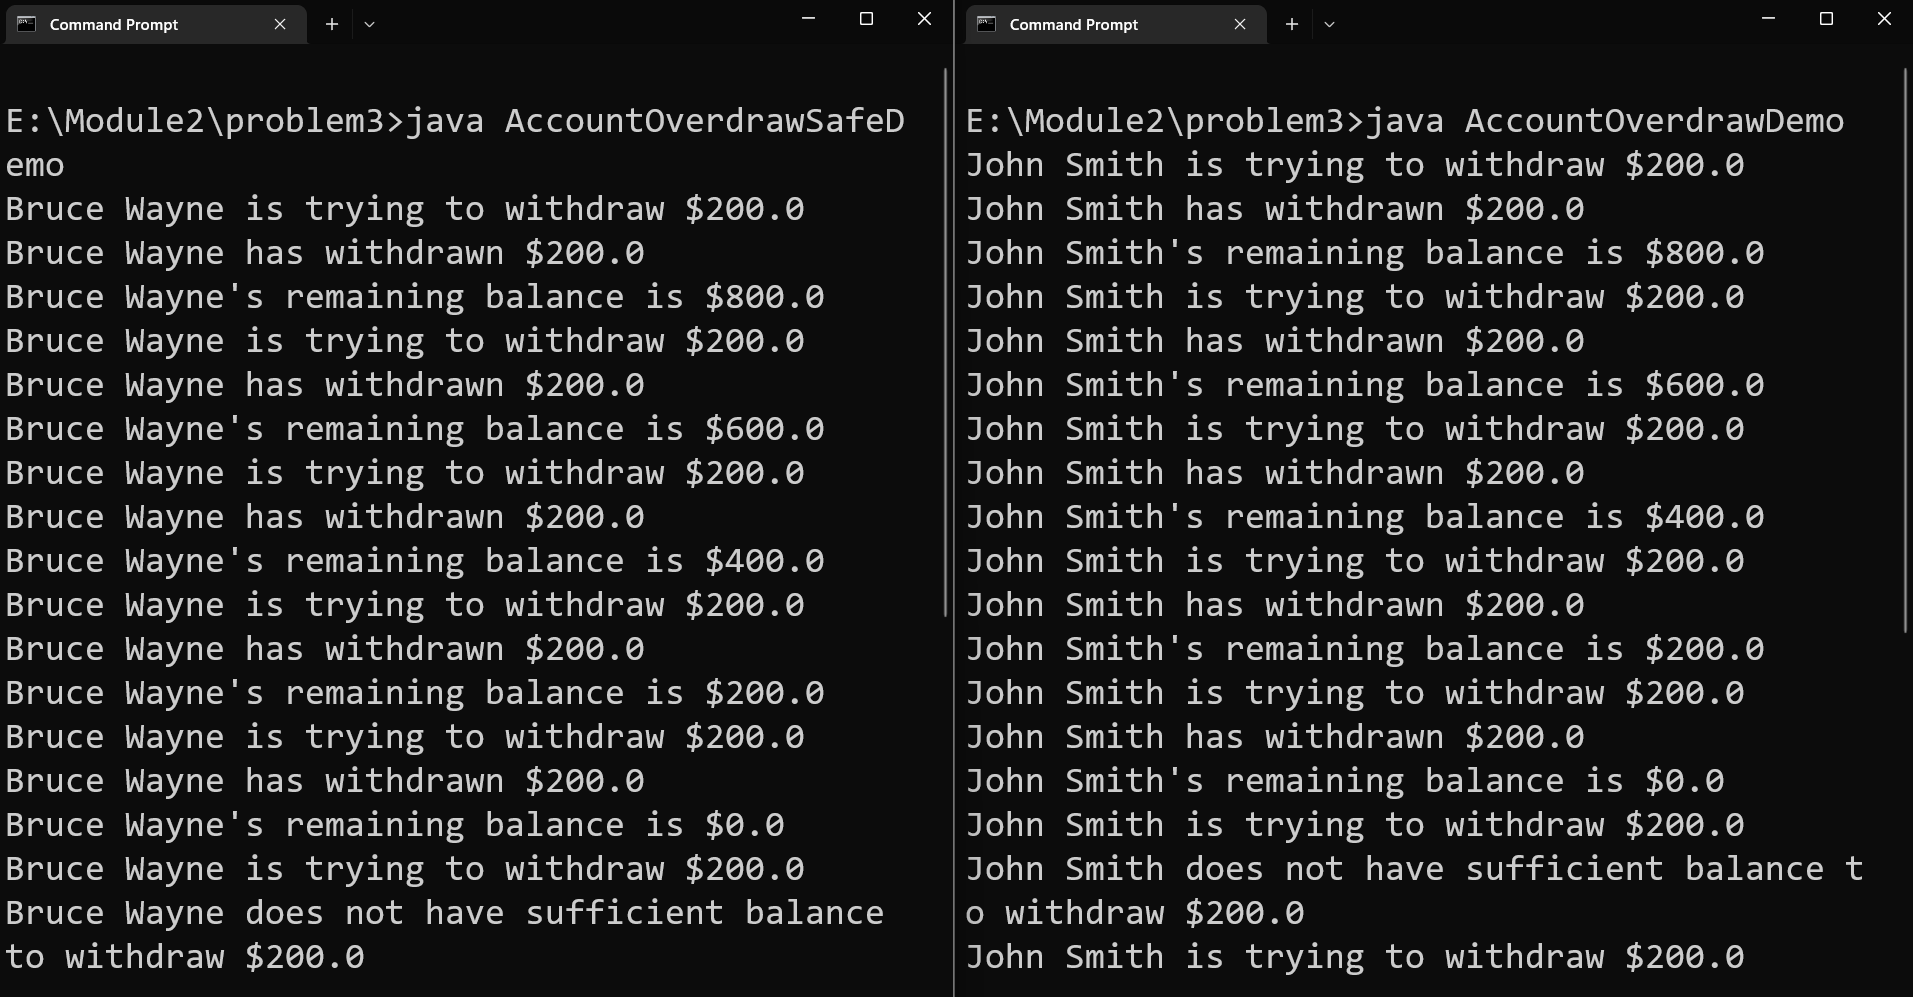 Command Prompt
E:\Module2\problem3>java AccountOverdrawSafeD
emo
Bruce Wayne is trying to withdraw $200.0
Bruce Wayne has withdrawn $200.0
Bruce Wayne's remaining balance is $800.0
Bruce Wayne is trying to withdraw $200.0
Bruce Wayne has withdrawn $200.0
Bruce Wayne's remaining balance is $600.0
Bruce Wayne is trying to withdraw $200.0
Bruce Wayne has withdrawn $200.0
Bruce Wayne's remaining balance is $400.0
Bruce Wayne is trying to withdraw $200.0
Bruce Wayne has withdrawn $200.0
Bruce Wayne's remaining balance is $200.0
Bruce Wayne is trying to withdraw $200.0
Bruce Wayne has withdrawn $200.0
Bruce Wayne's remaining balance is $0.0
Bruce Wayne is trying to withdraw $200.0
Bruce Wayne does not have sufficient balance
to withdraw $200.0
Command Prompt
E:\Module2\problem3>java AccountOverdrawDemo
John Smith is trying to withdraw $200.0
John Smith has withdrawn $200.0
John Smith's remaining balance is $800.0
John Smith is trying to withdraw $200.0
John Smith has withdrawn $200.0
John Smith's remaining balance is $600.0
John Smith is trying to withdraw $200.0
John Smith has withdrawn $200.0
John Smith's remaining balance is $400.0
John Smith is trying to withdraw $200.0
John Smith has withdrawn $200.0
John Smith's remaining balance is $200.0
John Smith is trying to withdraw $200.0
John Smith has withdrawn $200.0
John Smith's remaining balance is $0.0
John Smith is trying to withdraw $200.0
John Smith does not have sufficient balance t
o withdraw $200.0
John Smith is trying to withdraw $200.0